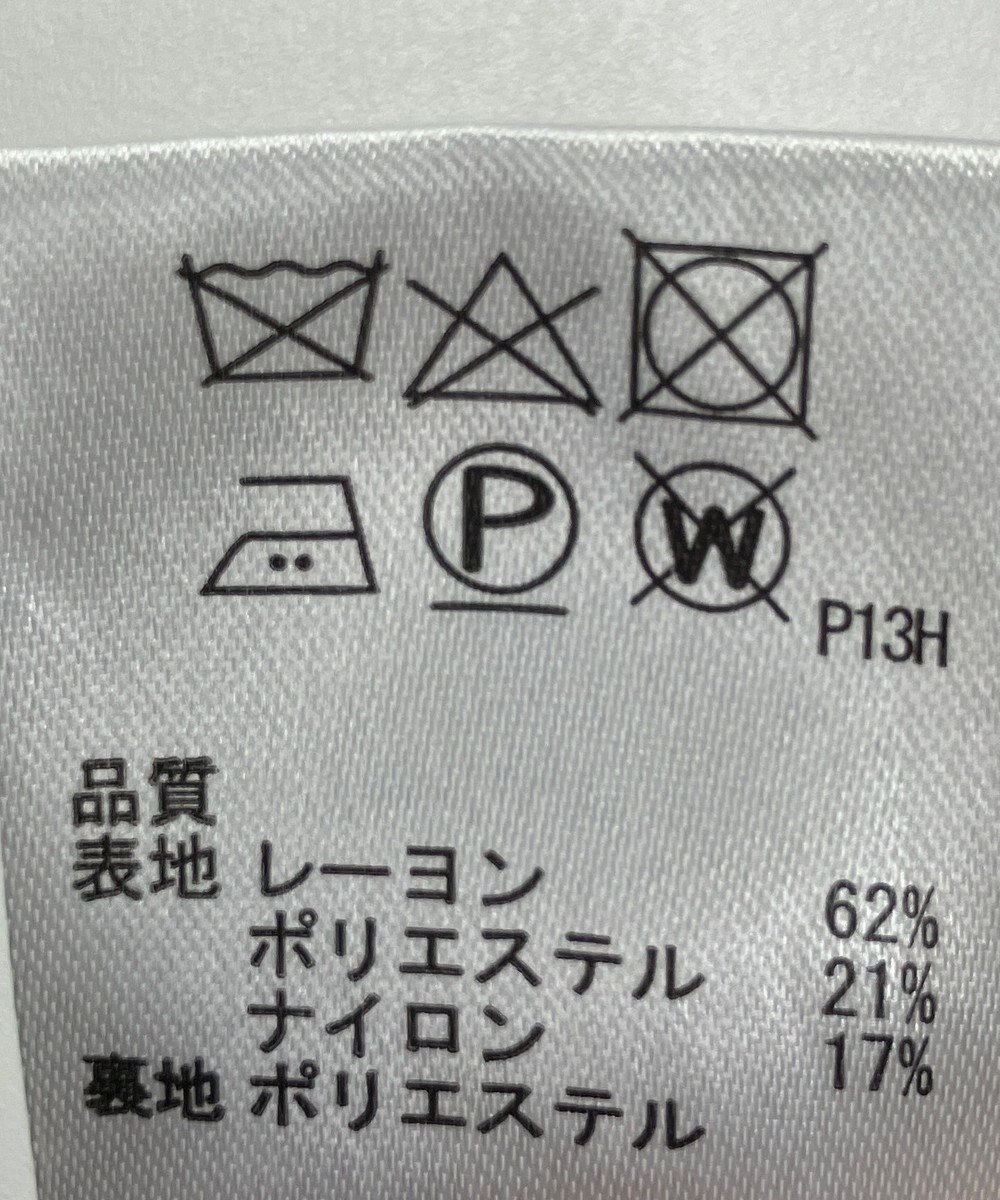 P W
P13H
品質
表地 レーヨン 62%
ポリエステル 21%
ナイロン 17%
裏地 ポリエステル